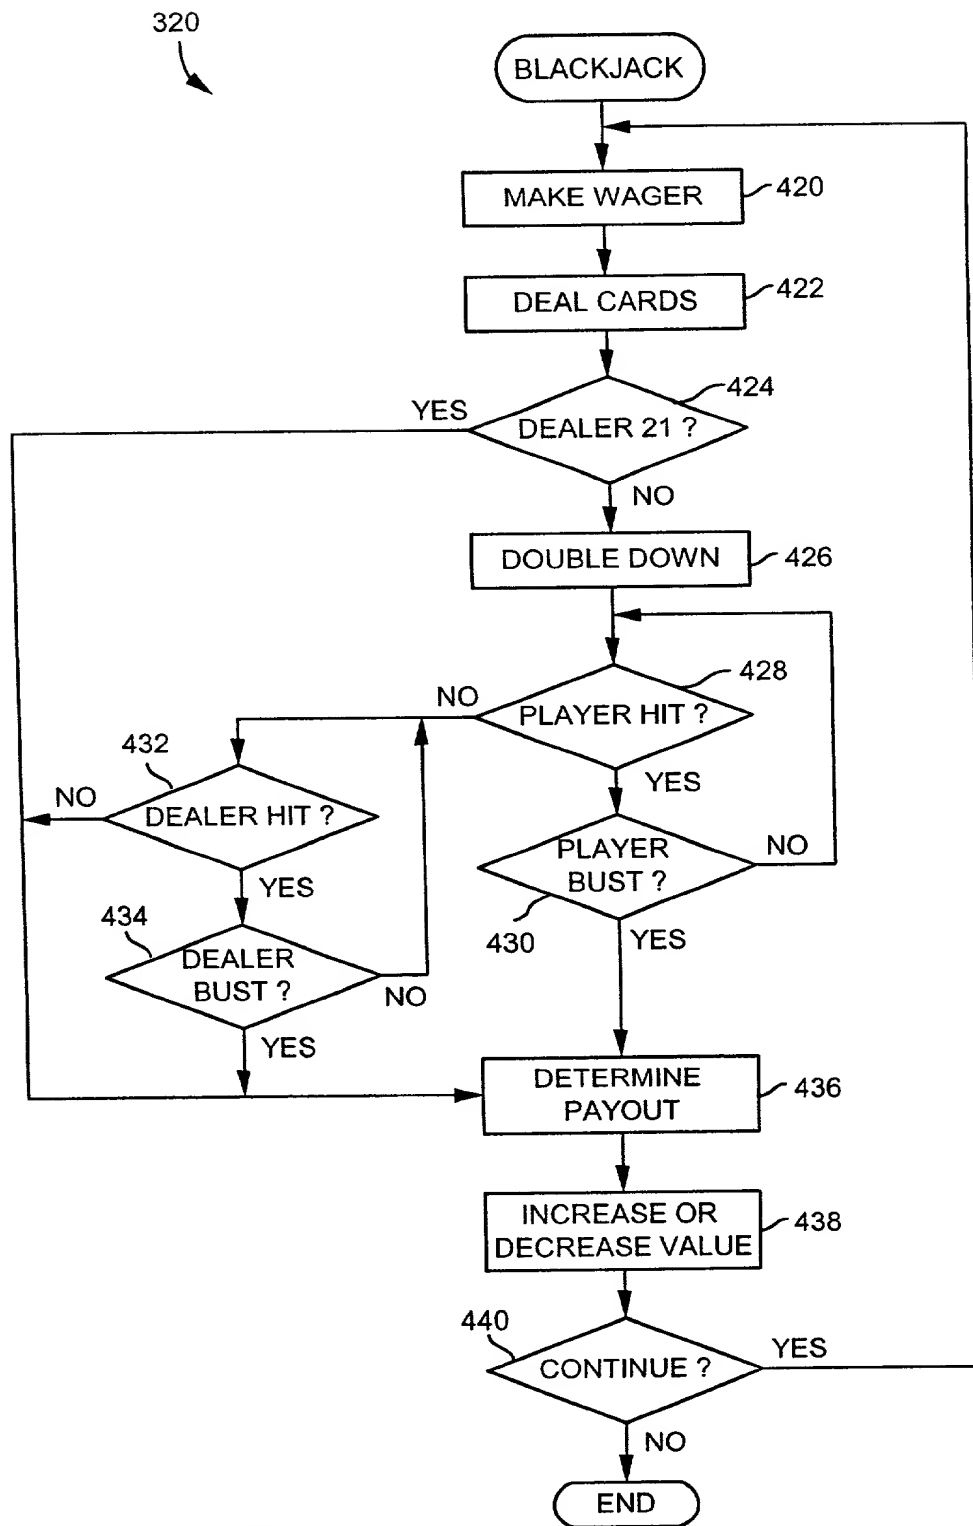 320
BLACKJACK
MAKE WAGER
420
DEAL CARDS
422
424
YES
DEALER 21 ?
NO
DOUBLE DOWN
426
428
NO
PLAYER HIT ?
432
YES
NO
DEALER HIT ?
PLAYER
BUST ?
NO
YES
430
YES
434
DEALER
BUST ?
NO
YES
DETERMINE
PAYOUT
436
INCREASE OR
DECREASE VALUE
438
440
YES
CONTINUE ?
NO
END